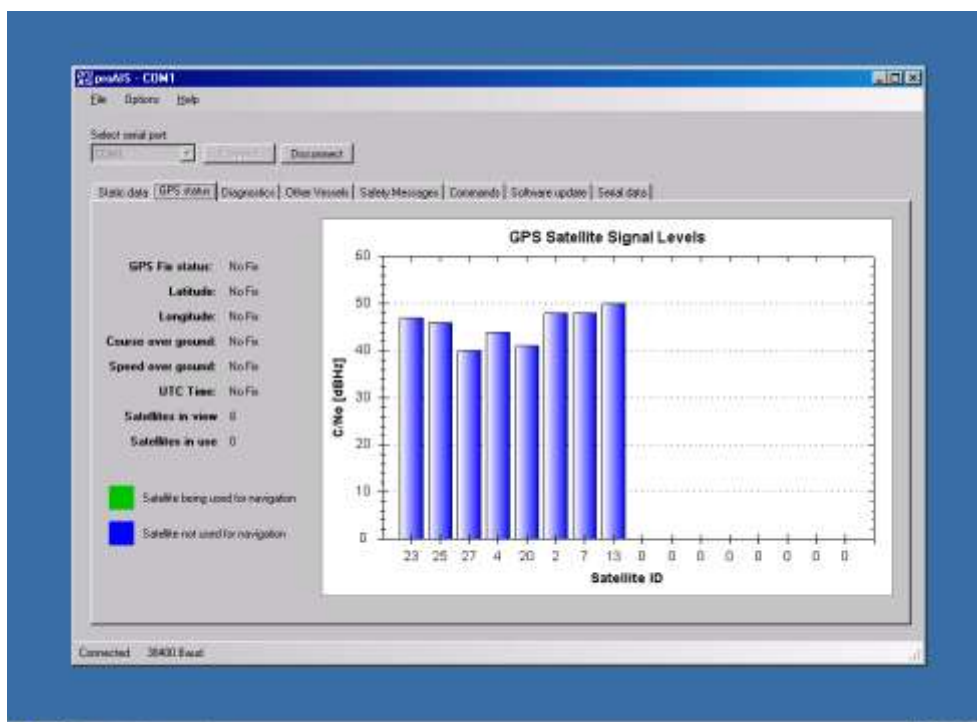 proAIS - COM1
File Options Help
Select serial port
COM1 Connect Disconnect
Static data GPS status Diagnostics Other Vessels Safety Messages Commands Software update Serial data
GPS Satellite Signal Levels
GPS Fix status: No Fix
Latitude: No Fix
Longitude: No Fix
Course over ground: No Fix
Speed over ground: No Fix
UTC Time: No Fix
Satellites in view 0
Satellites in use 0
Satellite being used for navigation
Satellite not used for navigation
C/No [dBHz]
60
50
40
30
20
10
0
23 25 27 4 20 2 7 13 0 0 0 0 0 0 0 0
Satellite ID
Connected 38400 Baud